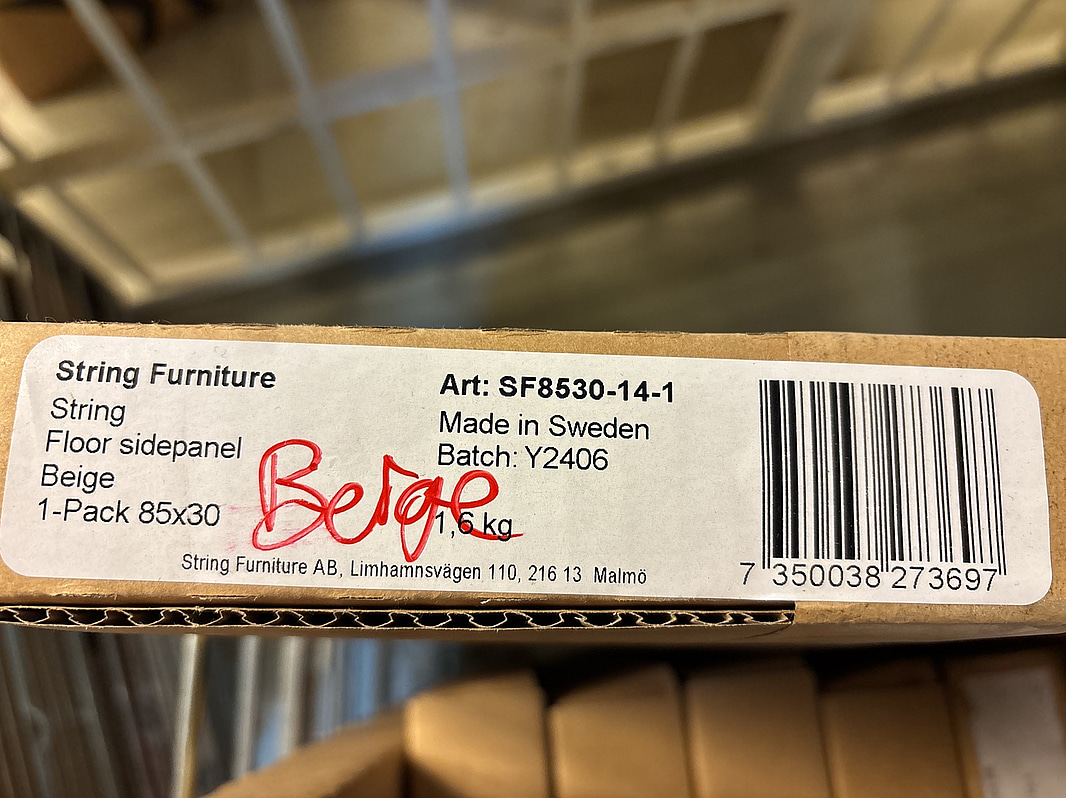 String Furniture
String
Floor sidepanel
Beige
1-Pack 85x30
Beige
Art: SF8530-14-1
Made in Sweden
Batch: Y2406
1,6 kg
String Furniture AB, Limhamnsvägen 110, 216 13 Malmö
7 350038 273697